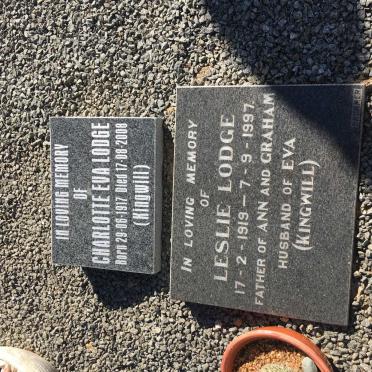 IN LOVING MEMORY
OF
CHARLOTTE EVA LODGE
Born 29-06-1917 Died 17-08-2008
(Kingwill)
IN LOVING MEMORY
OF
LESLIE LODGE
17-2-1919 – 7-9-1997.
FATHER OF ANN AND GRAHAM
HUSBAND OF EVA
(KINGWILL)